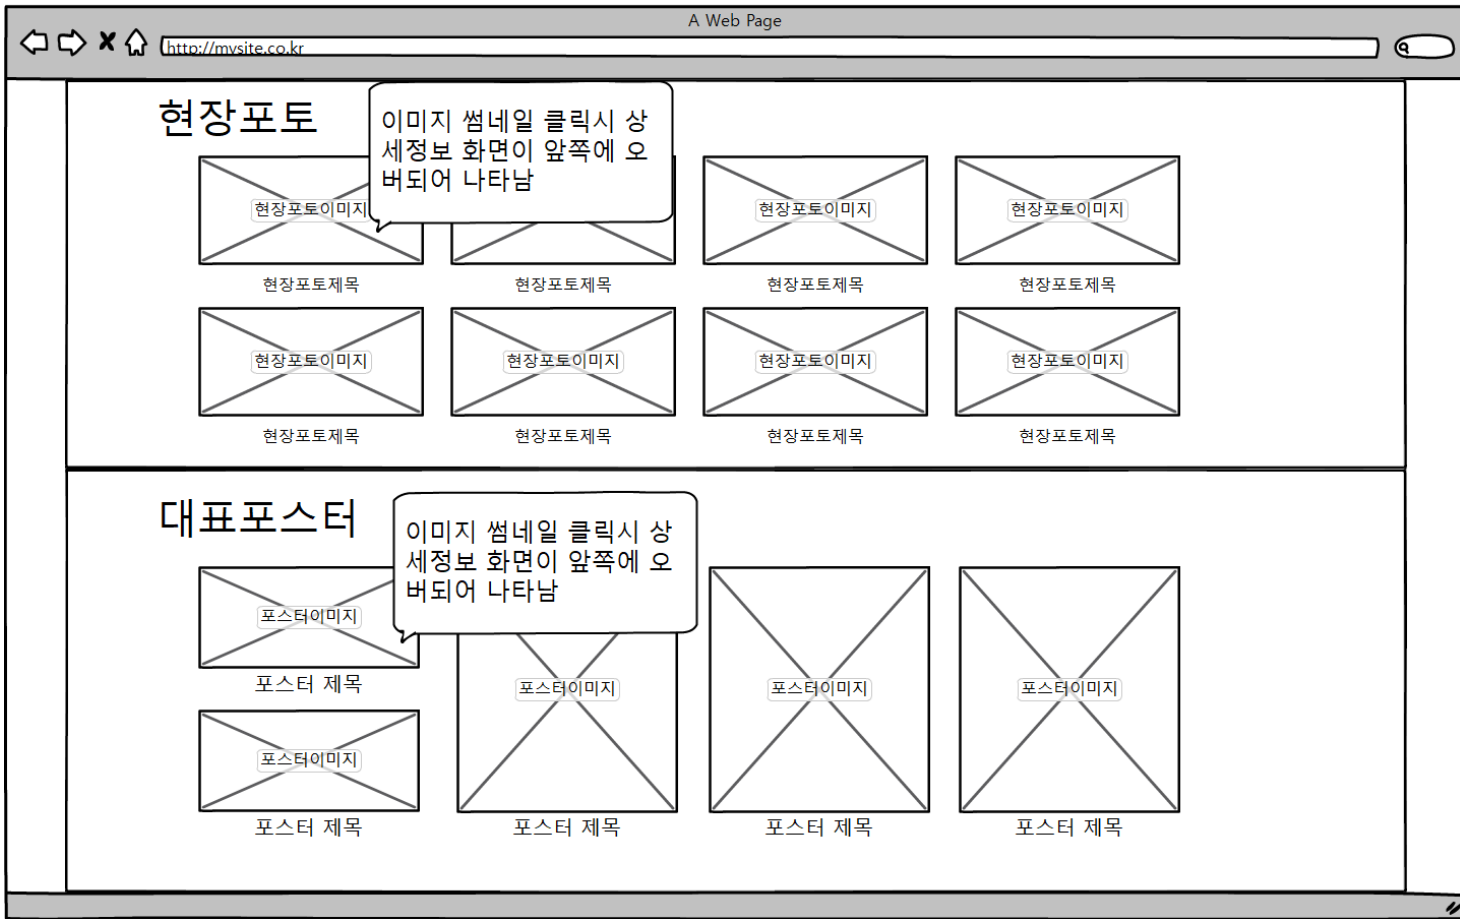 A Web Page
http://mysite.co.kr
현장포토
이미지 썸네일 클릭시 상
세정보 화면이 앞쪽에 오
버되어 나타남
현장포토이미지
현장포토이미지
현장포토이미지
현장포토제목
현장포토제목
현장포토제목
현장포토제목
현장포토이미지
현장포토이미지
현장포토이미지
현장포토이미지
현장포토제목
현장포토제목
현장포토제목
현장포토제목
대표포스터
이미지 썸네일 클릭시 상
세정보 화면이 앞쪽에 오
버되어 나타남
포스터이미지
포스터 제목
포스터이미지
포스터이미지
포스터이미지
포스터이미지
포스터 제목
포스터 제목
포스터 제목
포스터 제목